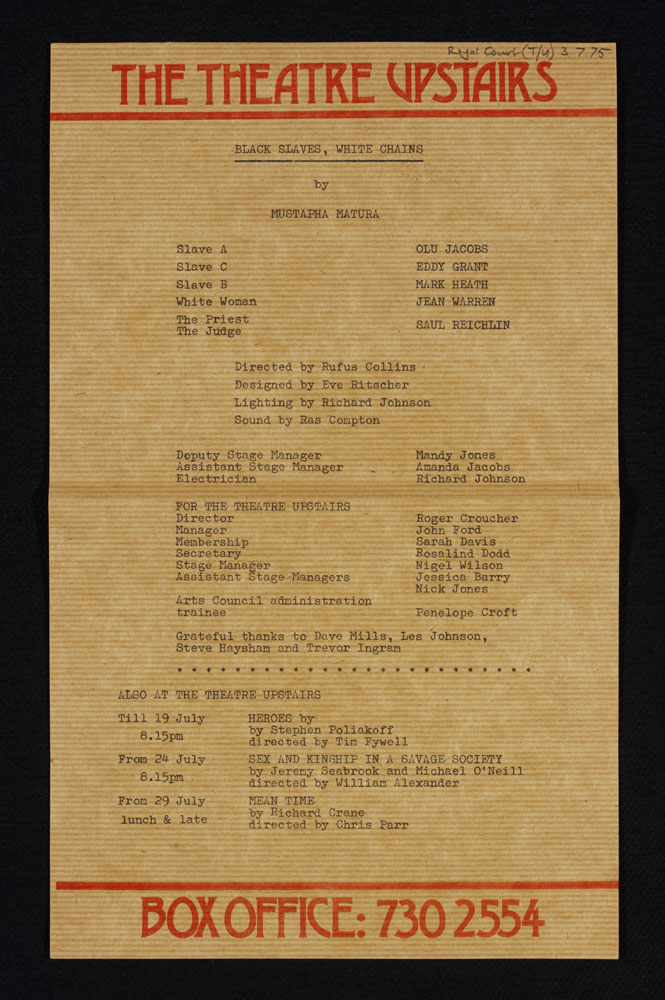 Royal Court (T/U) 3.7.75
THE THEATRE UPSTAIRS
BLACK SLAVES, WHITE CHAINS
by
MUSTAPHA MATURA
Slave A OLU JACOBS
Slave C EDDY GRANT
Slave B MARK HEATH
White Woman JEAN WARREN
The Priest
The Judge SAUL REICHLIN
Directed by Rufus Collins
Designed by Eve Ritscher
Lighting by Richard Johnson
Sound by Ras Compton
Deputy Stage Manager Mandy Jones
Assistant Stage Manager Amanda Jacobs
Electrician Richard Johnson
FOR THE THEATRE UPSTAIRS
Director Roger Croucher
Manager John Ford
Membership Sarah Davis
Secretary Rosalind Dodd
Stage Manager Nigel Wilson
Assistant Stage Managers Jessica Barry
Nick Jones
Arts Council administration
trainee Penelope Croft
Grateful thanks to Dave Mills, Les Johnson,
Steve Haysham and Trevor Ingram
* * * * * * * * * * * * * * * * * * * * * * * * *
ALSO AT THE THEATRE UPSTAIRS
Till 19 July HEROES by
8.15pm by Stephen Poliakoff
directed by Tim Fywell
From 24 July SEX AND KINSHIP IN A SAVAGE SOCIETY
8.15pm by Jeremy Seabrook and Michael O'Neill
directed by William Alexander
From 29 July MEAN TIME
lunch & late by Richard Crane
directed by Chris Parr
BOX OFFICE: 730 2554